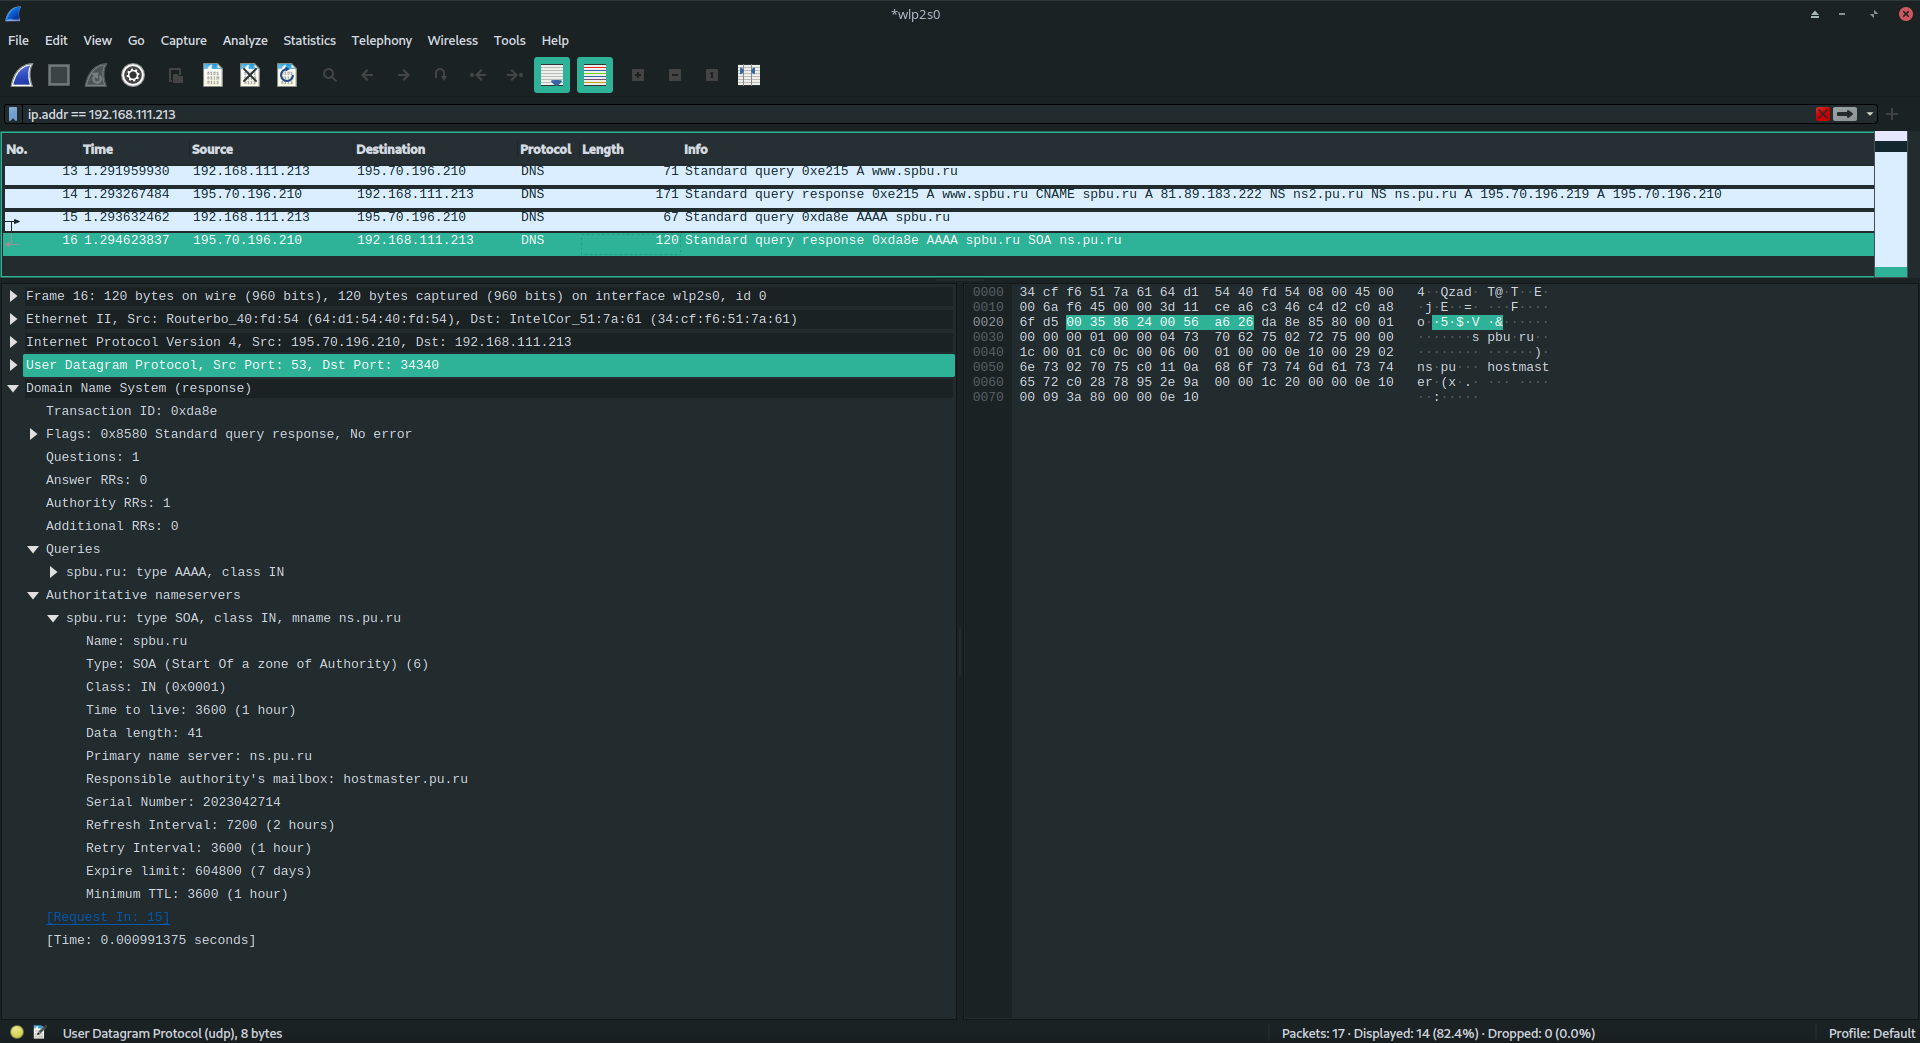 *wlp2s0
File Edit View Go Capture Analyze Statistics Telephony Wireless Tools Help
ip.addr == 192.168.111.213
No. Time Source Destination Protocol Length Info
13 1.291959930 192.168.111.213 195.70.196.210 DNS 71 Standard query 0xe215 A www.spbu.ru
14 1.293267484 195.70.196.210 192.168.111.213 DNS 171 Standard query response 0xe215 A www.spbu.ru CNAME spbu.ru A 81.89.183.222 NS ns2.pu.ru NS ns.pu.ru A 195.70.196.219 A 195.70.196.210
15 1.293632462 192.168.111.213 195.70.196.210 DNS 67 Standard query 0xda8e AAAA spbu.ru
16 1.294623837 195.70.196.210 192.168.111.213 DNS 120 Standard query response 0xda8e AAAA spbu.ru SOA ns.pu.ru
Frame 16: 120 bytes on wire (960 bits), 120 bytes captured (960 bits) on interface wlp2s0, id 0
Ethernet II, Src: Routerbo_40:fd:54 (64:d1:54:40:fd:54), Dst: IntelCor_51:7a:61 (34:cf:f6:51:7a:61)
Internet Protocol Version 4, Src: 195.70.196.210, Dst: 192.168.111.213
User Datagram Protocol, Src Port: 53, Dst Port: 34340
Domain Name System (response)
Transaction ID: 0xda8e
Flags: 0x8580 Standard query response, No error
Questions: 1
Answer RRs: 0
Authority RRs: 1
Additional RRs: 0
Queries
spbu.ru: type AAAA, class IN
Authoritative nameservers
spbu.ru: type SOA, class IN, mname ns.pu.ru
Name: spbu.ru
Type: SOA (Start Of a zone of Authority) (6)
Class: IN (0x0001)
Time to live: 3600 (1 hour)
Data length: 41
Primary name server: ns.pu.ru
Responsible authority's mailbox: hostmaster.pu.ru
Serial Number: 2023042714
Refresh Interval: 7200 (2 hours)
Retry Interval: 3600 (1 hour)
Expire limit: 604800 (7 days)
Minimum TTL: 3600 (1 hour)
[Request In: 15]
[Time: 0.000991375 seconds]
0000 34 cf f6 51 7a 61 64 d1 54 40 fd 54 08 00 45 00 4··Qzad·T@·T··E·
0010 00 6a f6 45 00 00 3d 11 ce a6 c3 46 c4 d2 c0 a8 ·j·E··=····F····
0020 6f d5 00 35 86 24 00 56 a6 26 da 8e 85 80 00 01 o··5·$·V·&······
0030 00 00 00 01 00 00 04 73 70 62 75 02 72 75 00 00 ·······spbu·ru··
0040 1c 00 01 c0 0c 00 06 00 01 00 00 0e 10 00 29 02 ··············)·
0050 6e 73 02 70 75 c0 11 0a 68 6f 73 74 6d 61 73 74 ns·pu···hostmast
0060 65 72 c0 28 78 95 2e 9a 00 00 1c 20 00 00 0e 10 er·(x·.···· ····
0070 00 09 3a 80 00 00 0e 10 ··:·····
User Datagram Protocol (udp), 8 bytes
Packets: 17 · Displayed: 14 (82.4%) · Dropped: 0 (0.0%)
Profile: Default